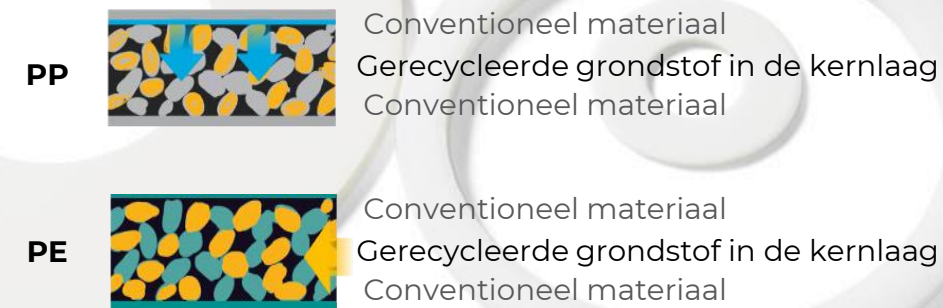 Conventioneel materiaal
PP
Gerecycleerde grondstof in de kernlaag
Conventioneel materiaal
Conventioneel materiaal
PE
Gerecycleerde grondstof in de kernlaag
Conventioneel materiaal